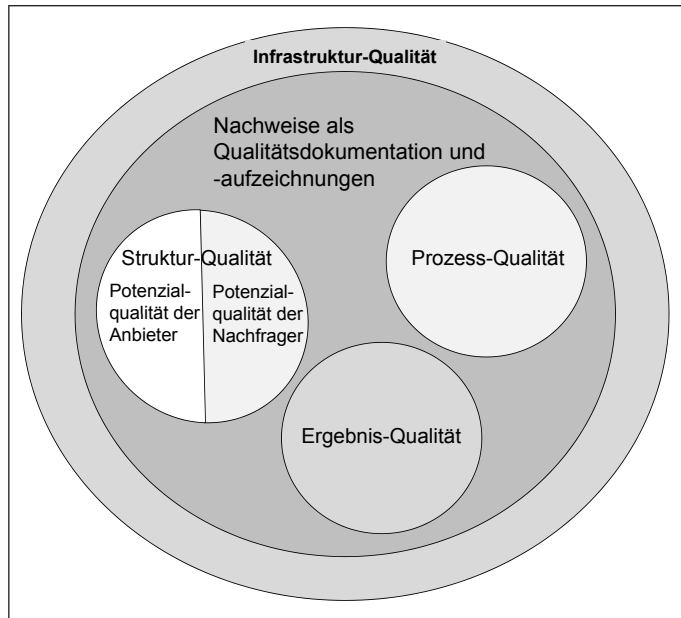 Infrastruktur-Qualität
Nachweise als
Qualitätsdokumentation und
-aufzeichnungen
Struktur-Qualität
Potenzial-
qualität der
Anbieter
Potenzial-
qualität der
Nachfrager
Prozess-Qualität
Ergebnis-Qualität